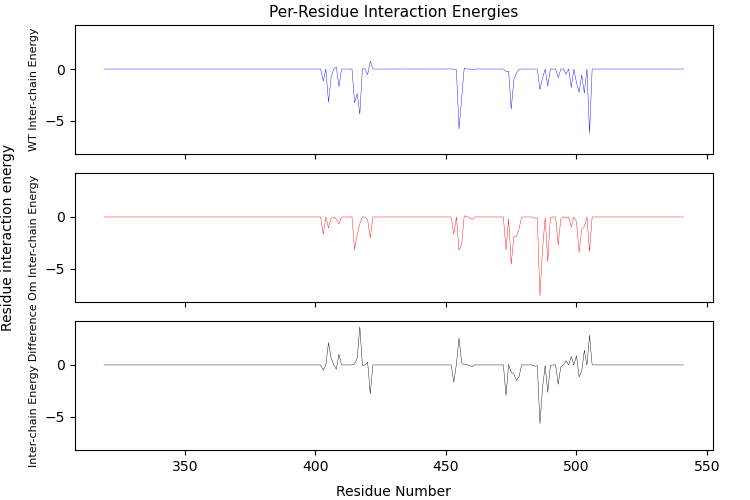 Per-Residue Interaction Energies
WT Inter-chain Energy
0
−5
Residue interaction energy
Om Inter-chain Energy
0
−5
Inter-chain Energy Difference
0
−5
350
400
450
500
550
Residue Number